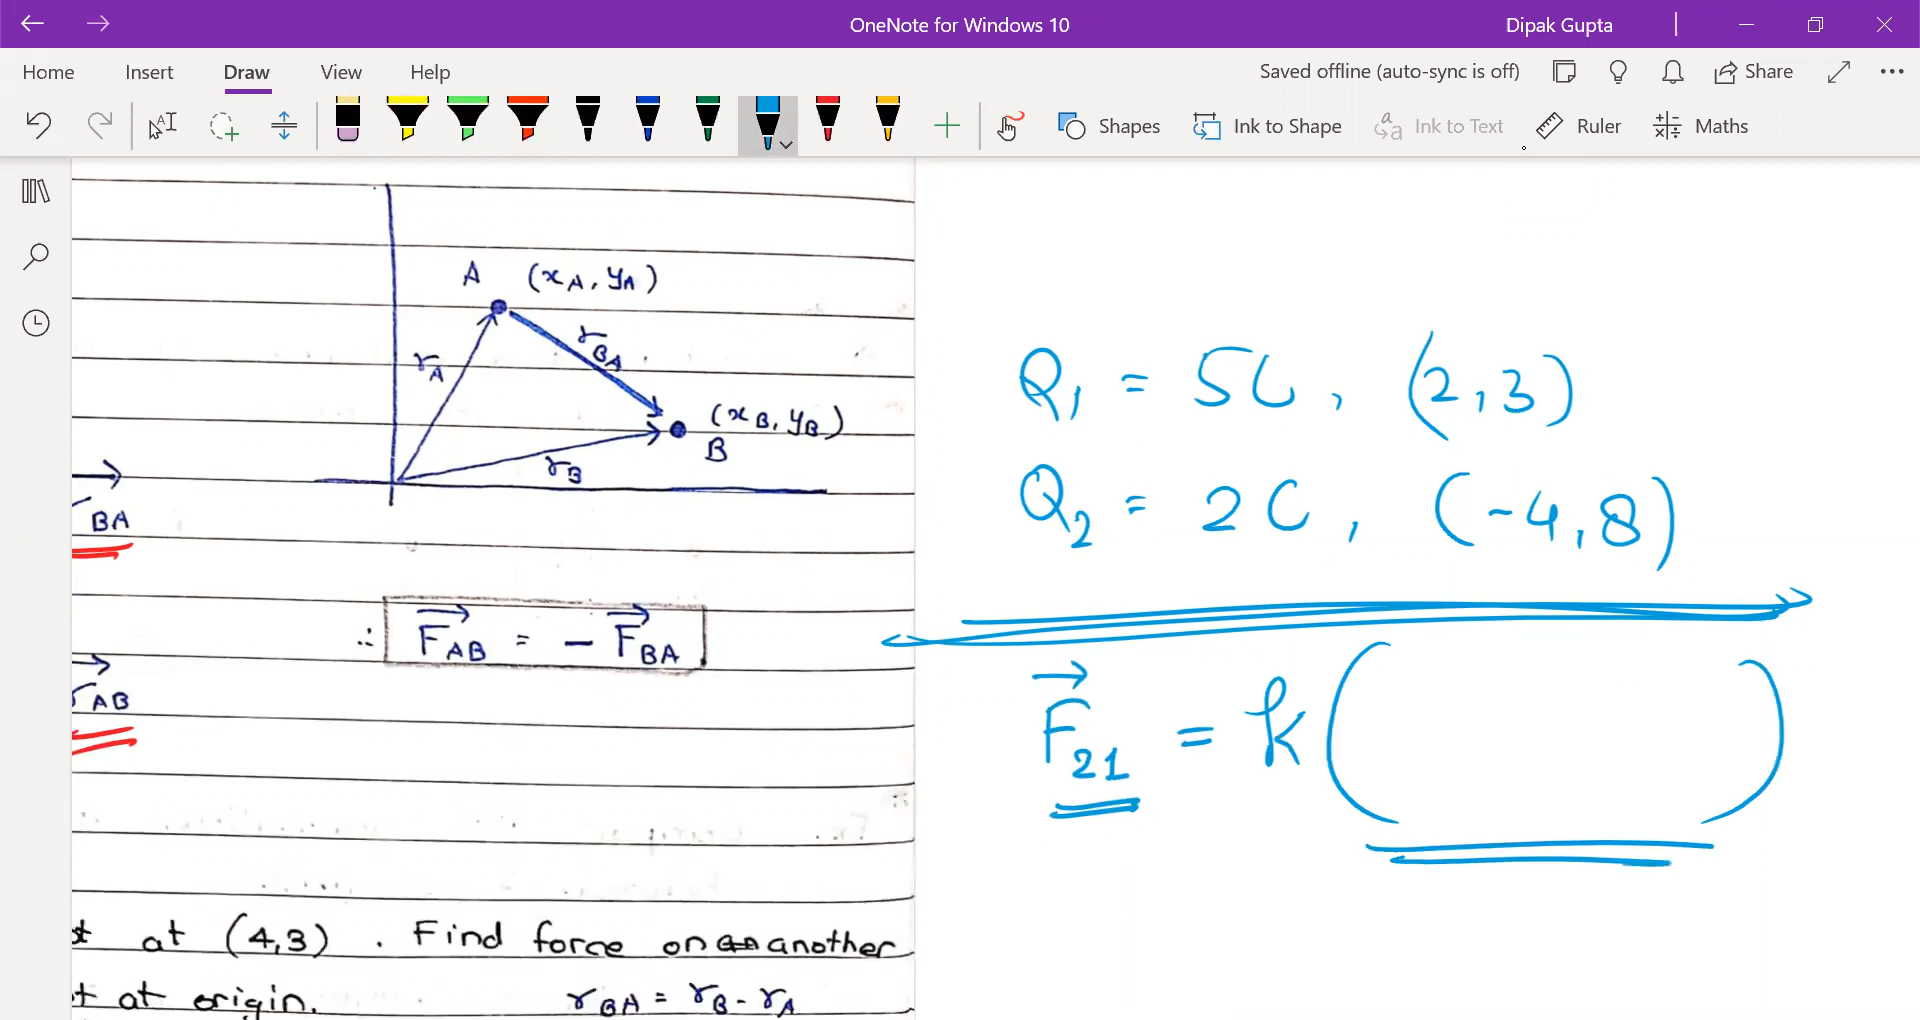 OneNote for Windows 10
Dipak Gupta
Home Insert Draw View Help
Saved offline (auto-sync is off)
Share
Shapes
Ink to Shape
Ink to Text
Ruler
Maths
A (xA, yA)
rBA
rA
(xB, yB)
B
rB
rBA
∴ FAB = - FBA
rAB
at (4,3) . Find force on another
at origin.
rBA = rB - rA
Q1 = 5C, (2,3)
Q2 = 2C, (-4,8)
F21 = k ( )